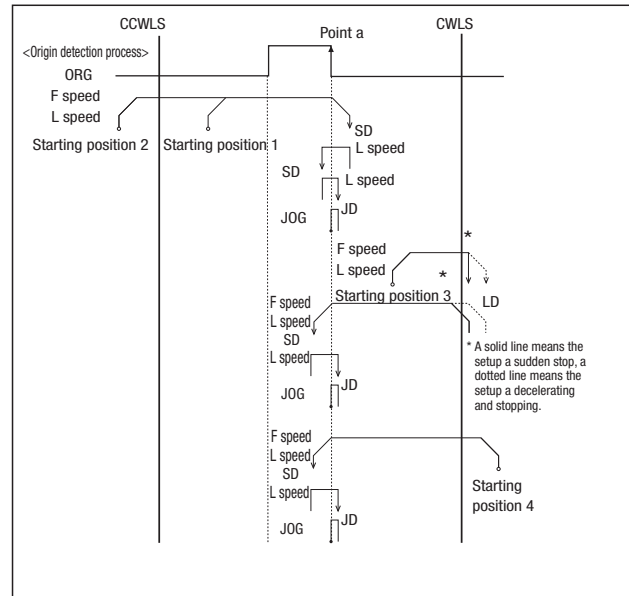 CCWLS
Point a
CWLS
<Origin detection process>
ORG
F speed
L speed
Starting position 2
Starting position 1
SD
L speed
SD
L speed
JOG
JD
F speed
*
L speed
*
Starting position 3
LD
F speed
L speed
SD
* A solid line means the
setup a sudden stop, a
dotted line means the
setup a decelerating
and stopping.
L speed
JOG
JD
F speed
L speed
SD
Starting
position 4
L speed
JOG
JD